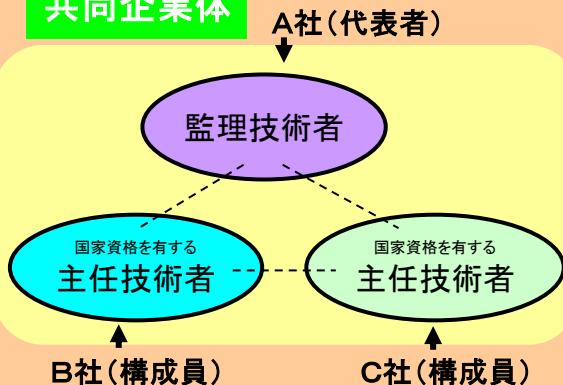 共同企業体
A社(代表者)
監理技術者
国家資格を有する
主任技術者
国家資格を有する
主任技術者
B社(構成員)
C社(構成員)